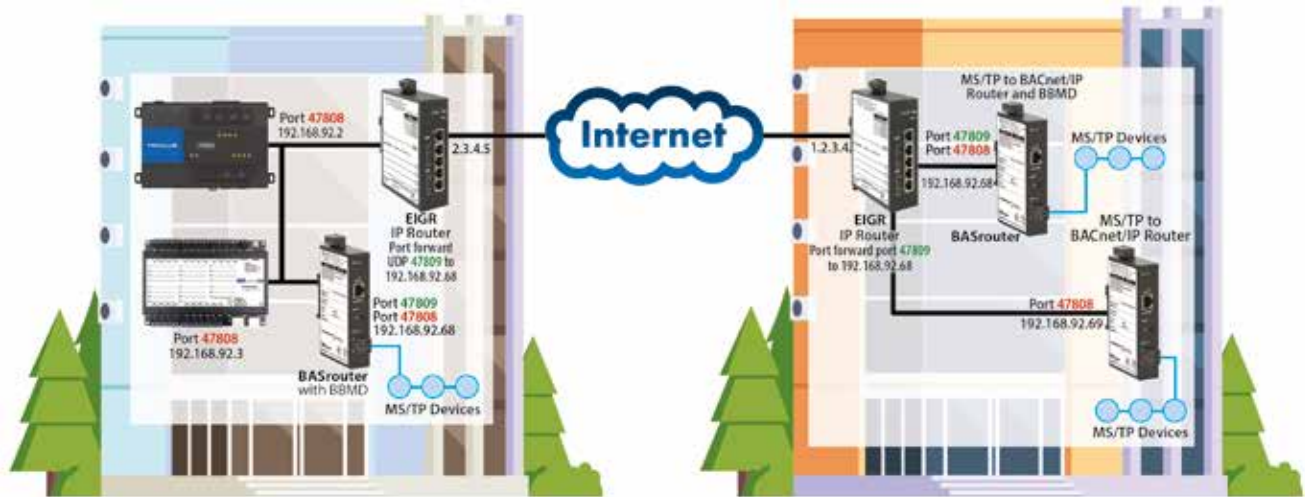 Port 47808
192.168.92.2
2.3.4.5
EIGR
IP Router
Port forward
UDP 47809 to
192.168.92.68
Port 47808
192.168.92.3
Port 47809
Port 47808
192.168.92.68
BASrouter
with BBMD
MS/TP Devices
Internet
1.2.3.4
EIGR
IP Router
Port forward port 47809
to 192.168.92.68
MS/TP to BACnet/IP
Router and BBMD
Port 47809
Port 47808
192.168.92.68
BASrouter
MS/TP Devices
MS/TP to
BACnet/IP Router
Port 47808
192.168.92.69
MS/TP Devices